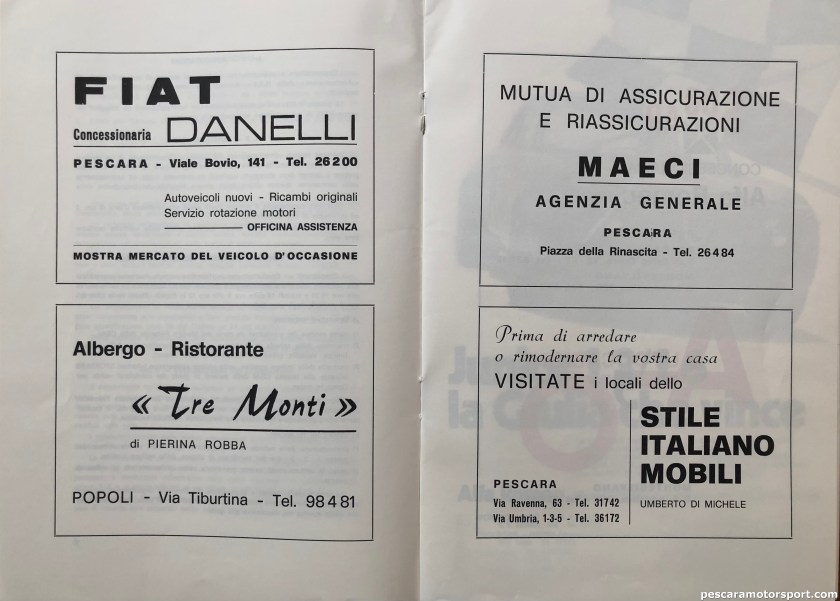 FIAT
Concessionaria DANELLI
PESCARA - Viale Bovio, 141 - Tel. 26200
Autoveicoli nuovi - Ricambi originali
Servizio rotazione motori
OFFICINA ASSISTENZA
MOSTRA MERCATO DEL VEICOLO D'OCCASIONE
Albergo - Ristorante
« Tre Monti »
di PIERINA ROBBA
POPOLI - Via Tiburtina - Tel. 98481
MUTUA DI ASSICURAZIONE
E RIASSICURAZIONI
MAECI
AGENZIA GENERALE
PESCARA
Piazza della Rinascita - Tel. 26484
Prima di arredare
o rimodernare la vostra casa
VISITATE i locali dello
STILE
ITALIANO
MOBILI
UMBERTO DI MICHELE
PESCARA
Via Ravenna, 63 - Tel. 31742
Via Umbria, 1-3-5 - Tel. 36172
pescaramotorsport.com